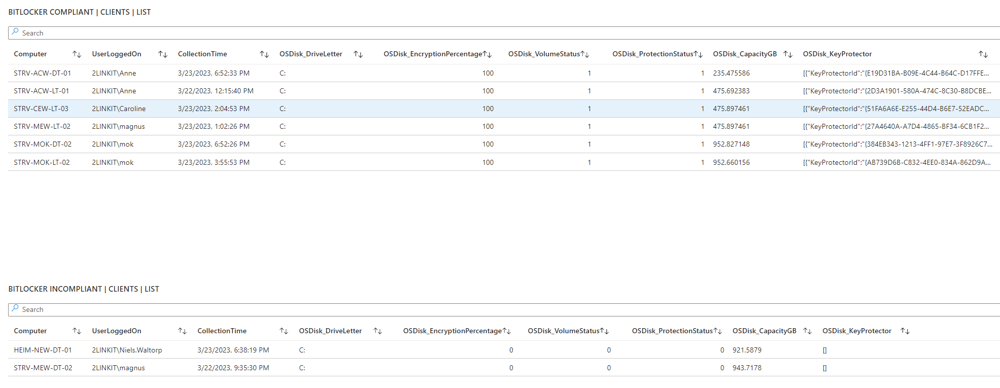 BITLOCKER COMPLIANT | CLIENTS | LIST
Search
Computer UserLoggedOn CollectionTime OSDisk_DriveLetter OSDisk_EncryptionPercentage OSDisk_VolumeStatus OSDisk_ProtectionStatus OSDisk_CapacityGB OSDisk_KeyProtector
STRV-ACW-DT-01 2LINKIT\Anne 3/23/2023, 6:52:33 PM C: 100 1 1 235.475586 [{"KeyProtectorId":"{E19D31BA-B09E-4C44-B64C-D17FFE...
STRV-ACW-LT-01 2LINKIT\Anne 3/22/2023, 12:15:40 PM C: 100 1 1 475.692383 [{"KeyProtectorId":"{2D3A1901-580A-474C-8C30-B8DCBE...
STRV-CEW-LT-03 2LINKIT\Caroline 3/23/2023, 2:04:53 PM C: 100 1 1 475.897461 [{"KeyProtectorId":"{51FA6A6E-E255-44D4-B6E7-52EADC...
STRV-MEW-LT-02 2LINKIT\magnus 3/23/2023, 1:02:26 PM C: 100 1 1 475.897461 [{"KeyProtectorId":"{27A4640A-A7D4-4865-BF34-6CB1F2...
STRV-MOK-DT-02 2LINKIT\mok 3/23/2023, 6:52:26 PM C: 100 1 1 952.827148 [{"KeyProtectorId":"{384EB343-1213-4FF1-97E7-3F8926C7...
STRV-MOK-LT-02 2LINKIT\mok 3/23/2023, 3:55:53 PM C: 100 1 1 952.660156 [{"KeyProtectorId":"{AB739D6B-C832-4EE0-834A-862D9A...
BITLOCKER INCOMPLIANT | CLIENTS | LIST
Search
Computer UserLoggedOn CollectionTime OSDisk_DriveLetter OSDisk_EncryptionPercentage OSDisk_VolumeStatus OSDisk_ProtectionStatus OSDisk_CapacityGB OSDisk_KeyProtector
HEIM-NEW-DT-01 2LINKIT\Niels.Waltorp 3/23/2023, 6:38:19 PM C: 0 0 0 921.5879 []
STRV-MEW-DT-02 2LINKIT\magnus 3/22/2023, 9:35:30 PM C: 0 0 0 943.7178 []